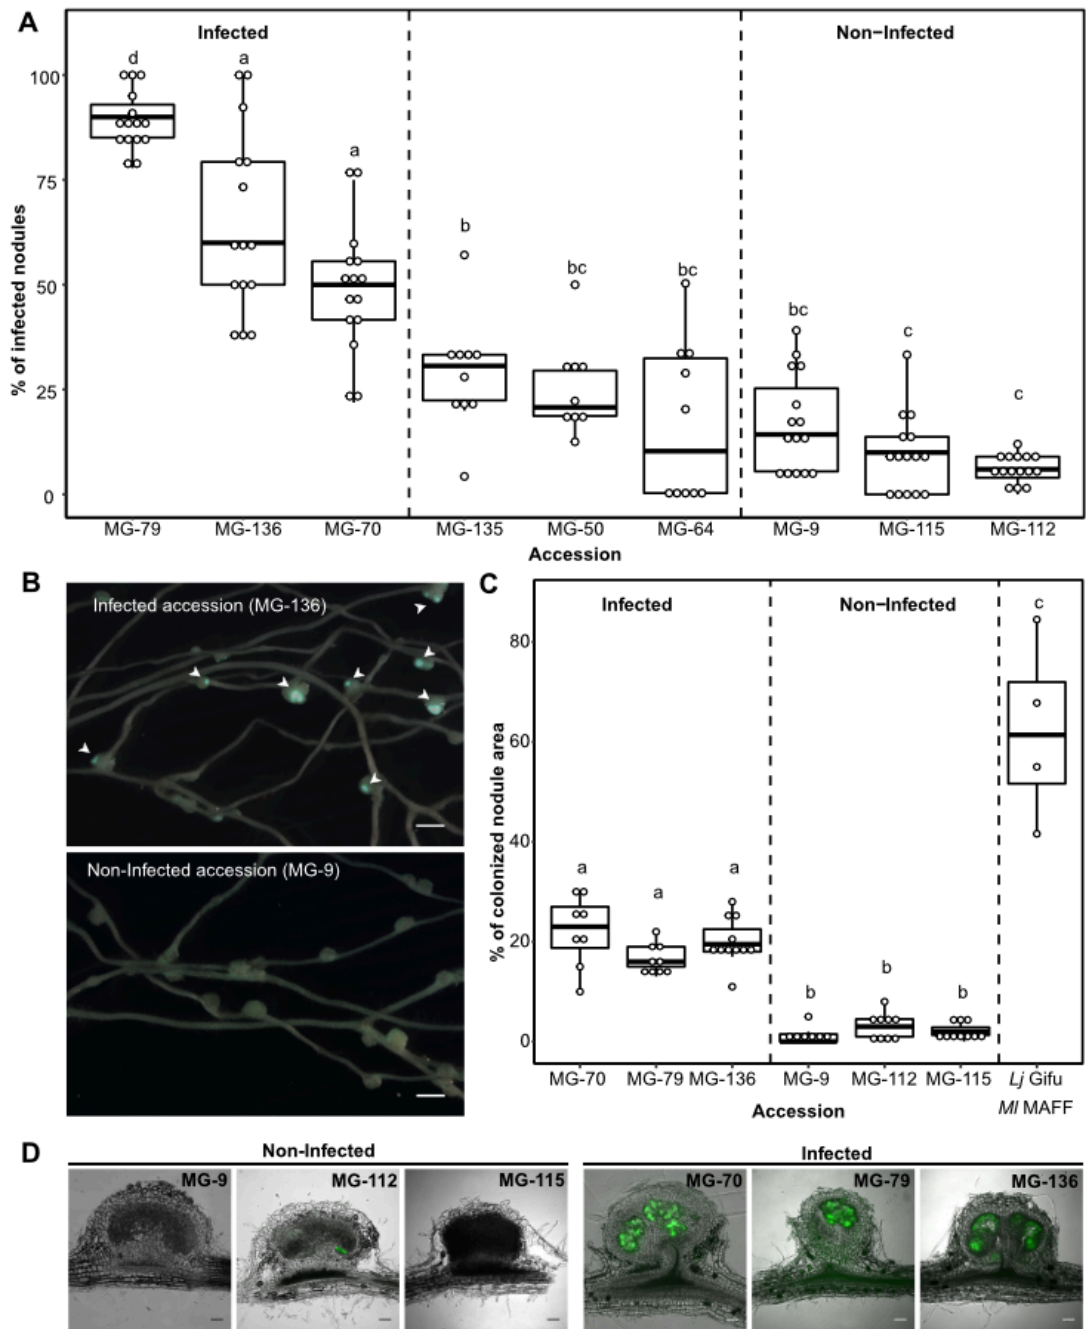 A
Infected
Non–Infected
d
a
a
b
bc
bc
bc
c
c
100
75
50
25
0
% of infected nodules
MG-79 MG-136 MG-70 MG-135 MG-50 MG-64 MG-9 MG-115 MG-112
Accession
B
Infected accession (MG-136)
Non-Infected accession (MG-9)
C
Infected
Non–Infected
c
a
a
a
b
b
b
80
60
40
20
0
% of colonized nodule area
MG-70 MG-79 MG-136 MG-9 MG-112 MG-115 Lj Gifu
Ml MAFF
Accession
D
Non-Infected
Infected
MG-9
MG-112
MG-115
MG-70
MG-79
MG-136